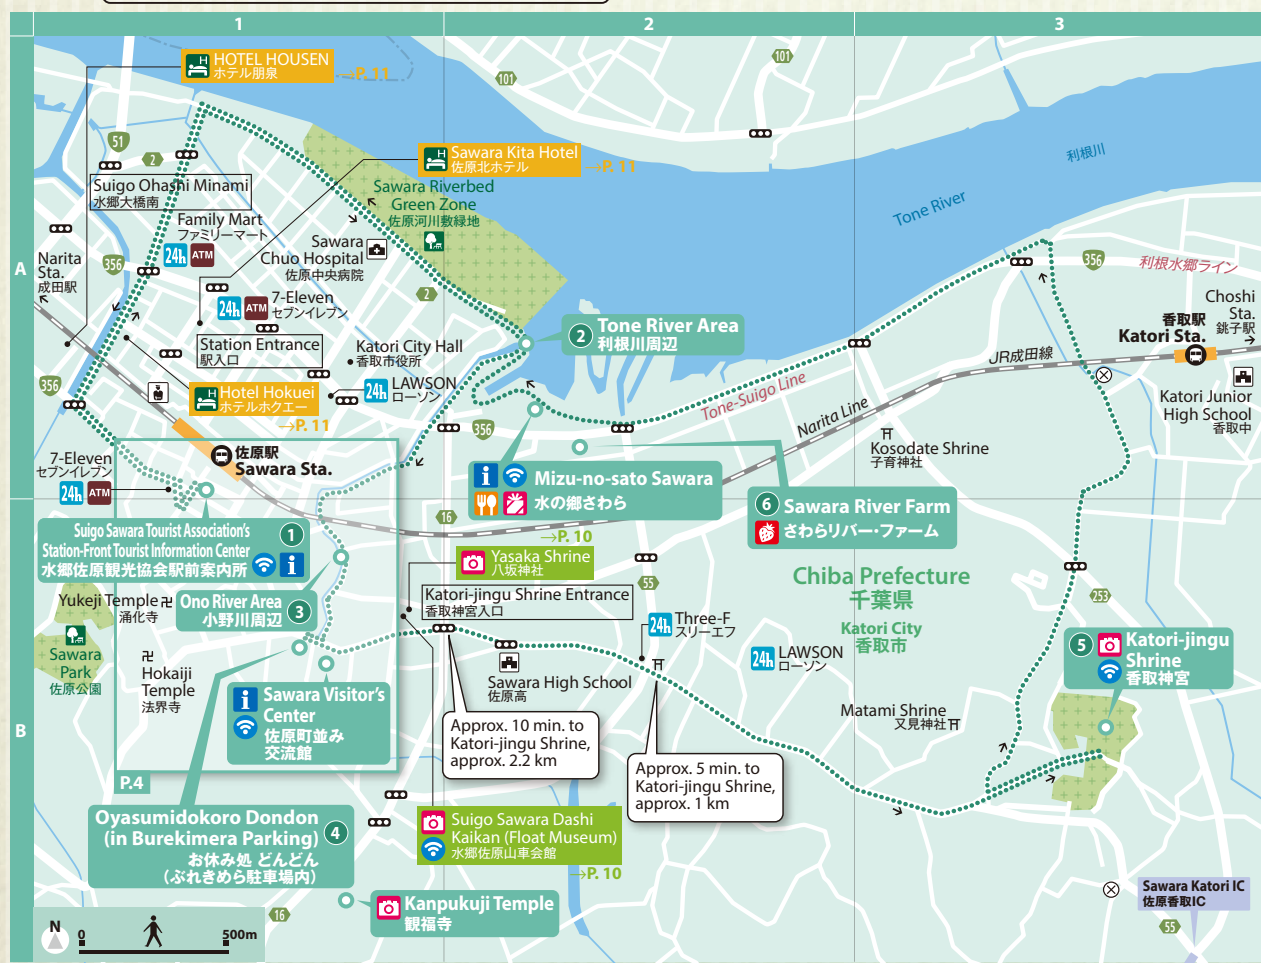 1
2
3
A
B
HOTEL HOUSEN
ホテル朋泉
→P. 11
101
101
51
2
Sawara Kita Hotel
佐原北ホテル
→P. 11
利根川
Tone River
Suigo Ohashi Minami
水郷大橋南
Sawara Riverbed
Green Zone
佐原河川敷緑地
Family Mart
ファミリーマート
24h
ATM
Sawara
Chuo Hospital
佐原中央病院
Narita
Sta.
成田駅
356
356
利根水郷ライン
7-Eleven
セブンイレブン
24h
ATM
2
Choshi
Sta.
銚子駅
Station Entrance
駅入口
Katori City Hall
香取市役所
2
Tone River Area
利根川周辺
香取駅
Katori Sta.
JR成田線
356
Hotel Hokuei
ホテルホクエー
→P. 11
24h
LAWSON
ローソン
Tone-Suigo Line
Narita Line
Katori Junior
High School
香取中
356
佐原駅
Sawara Sta.
7-Eleven
セブンイレブン
24h
ATM
Kosodate Shrine
子育神社
Mizu-no-sato Sawara
水の郷さわら
6
Sawara River Farm
さわらリバー・ファーム
16
Suigo Sawara Tourist Association's
Station-Front Tourist Information Center
水郷佐原観光協会駅前案内所
1
→P. 10
Yasaka Shrine
八坂神社
55
Chiba Prefecture
千葉県
Katori City
香取市
253
Yukeji Temple
涌化寺
Ono River Area
小野川周辺
3
Katori-jingu Shrine Entrance
香取神宮入口
24h
Three-F
スリーエフ
24h
LAWSON
ローソン
5
Katori-jingu
Shrine
香取神宮
Sawara
Park
佐原公園
Hokaiji
Temple
法界寺
Sawara High School
佐原高
Sawara Visitor's
Center
佐原町並み
交流館
Matami Shrine
又見神社
Approx. 10 min. to
Katori-jingu Shrine,
approx. 2.2 km
Approx. 5 min. to
Katori-jingu Shrine,
approx. 1 km
P.4
Oyasumidokoro Dondon
(in Burekimera Parking)
お休み処 どんどん
（ぶれきめら駐車場内）
4
Suigo Sawara Dashi
Kaikan (Float Museum)
水郷佐原山車会館
→P. 10
Kanpukuji Temple
観福寺
16
Sawara Katori IC
佐原香取IC
55
N
0
500m